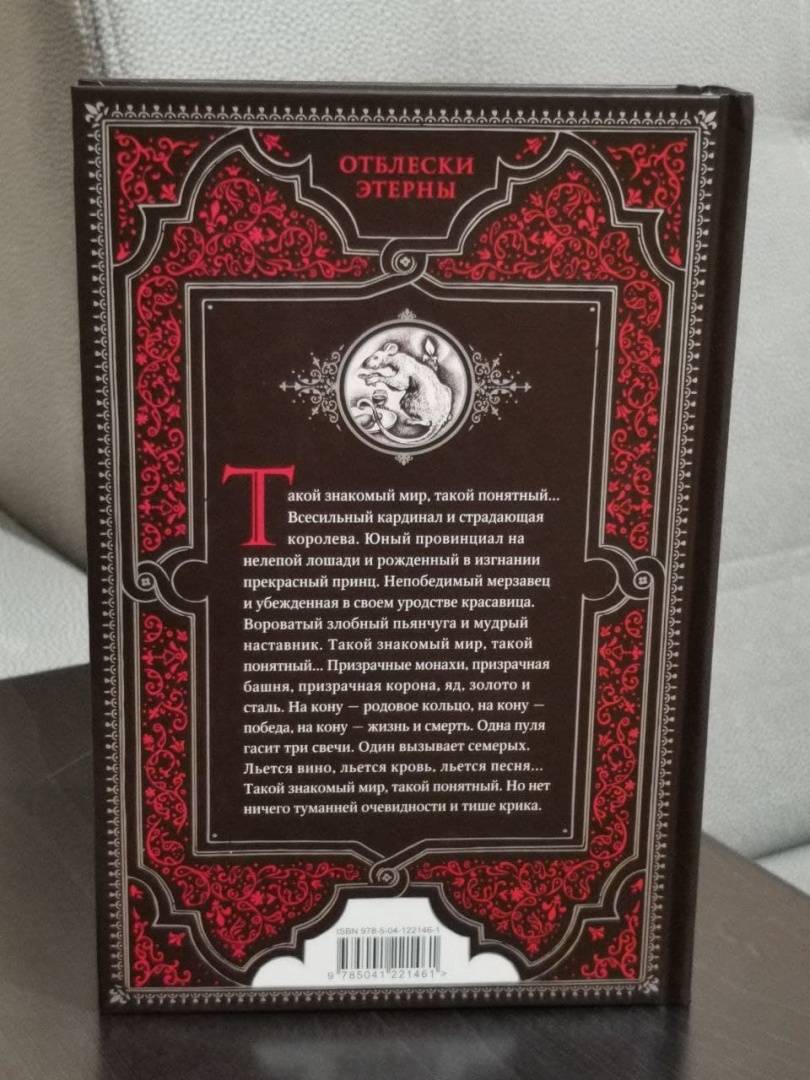 ОТБЛЕСКИ
ЭТЕРНЫ
Такой знакомый мир, такой понятный...
Всесильный кардинал и страдающая
королева. Юный провинциал на
нелепой лошади и рожденный в изгнании
прекрасный принц. Непобедимый мерзавец
и убежденная в своем уродстве красавица.
Вороватый злобный пьянчуга и мудрый
наставник. Такой знакомый мир, такой
понятный... Призрачные монахи, призрачная
башня, призрачная корона, яд, золото и
сталь. На кону — родовое кольцо, на кону —
победа, на кону — жизнь и смерть. Одна пуля
гасит три свечи. Один вызывает семерых.
Льется вино, льется кровь, льется песня...
Такой знакомый мир, такой понятный. Но нет
ничего туманней очевидности и тише крика.
ISBN 978-5-04-122146-1
9 785041 221461 >